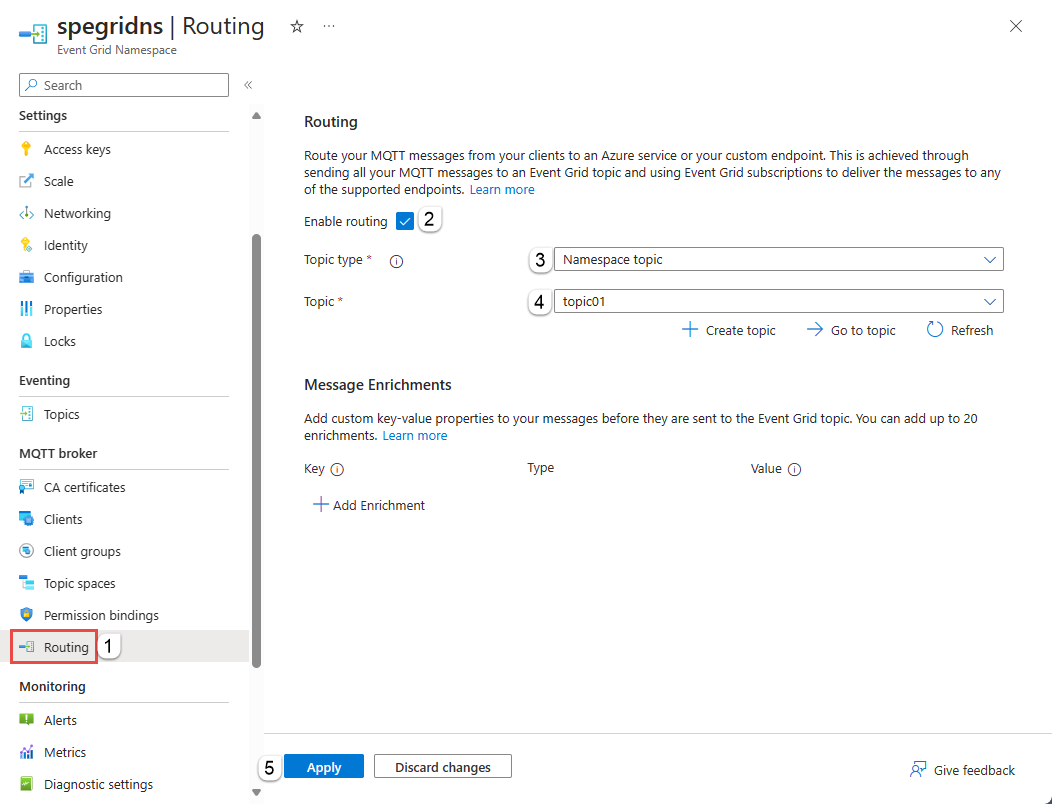 spegridns | Routing
Event Grid Namespace
Search
Settings
Access keys
Scale
Networking
Identity
Configuration
Properties
Locks
Eventing
Topics
MQTT broker
CA certificates
Clients
Client groups
Topic spaces
Permission bindings
Routing 1
Monitoring
Alerts
Metrics
Diagnostic settings
Routing
Route your MQTT messages from your clients to an Azure service or your custom endpoint. This is achieved through
sending all your MQTT messages to an Event Grid topic and using Event Grid subscriptions to deliver the messages to any
of the supported endpoints. Learn more
Enable routing 2
Topic type * 3 Namespace topic
Topic * 4 topic01
Create topic Go to topic Refresh
Message Enrichments
Add custom key-value properties to your messages before they are sent to the Event Grid topic. You can add up to 20
enrichments. Learn more
Key Type Value
Add Enrichment
5 Apply Discard changes Give feedback